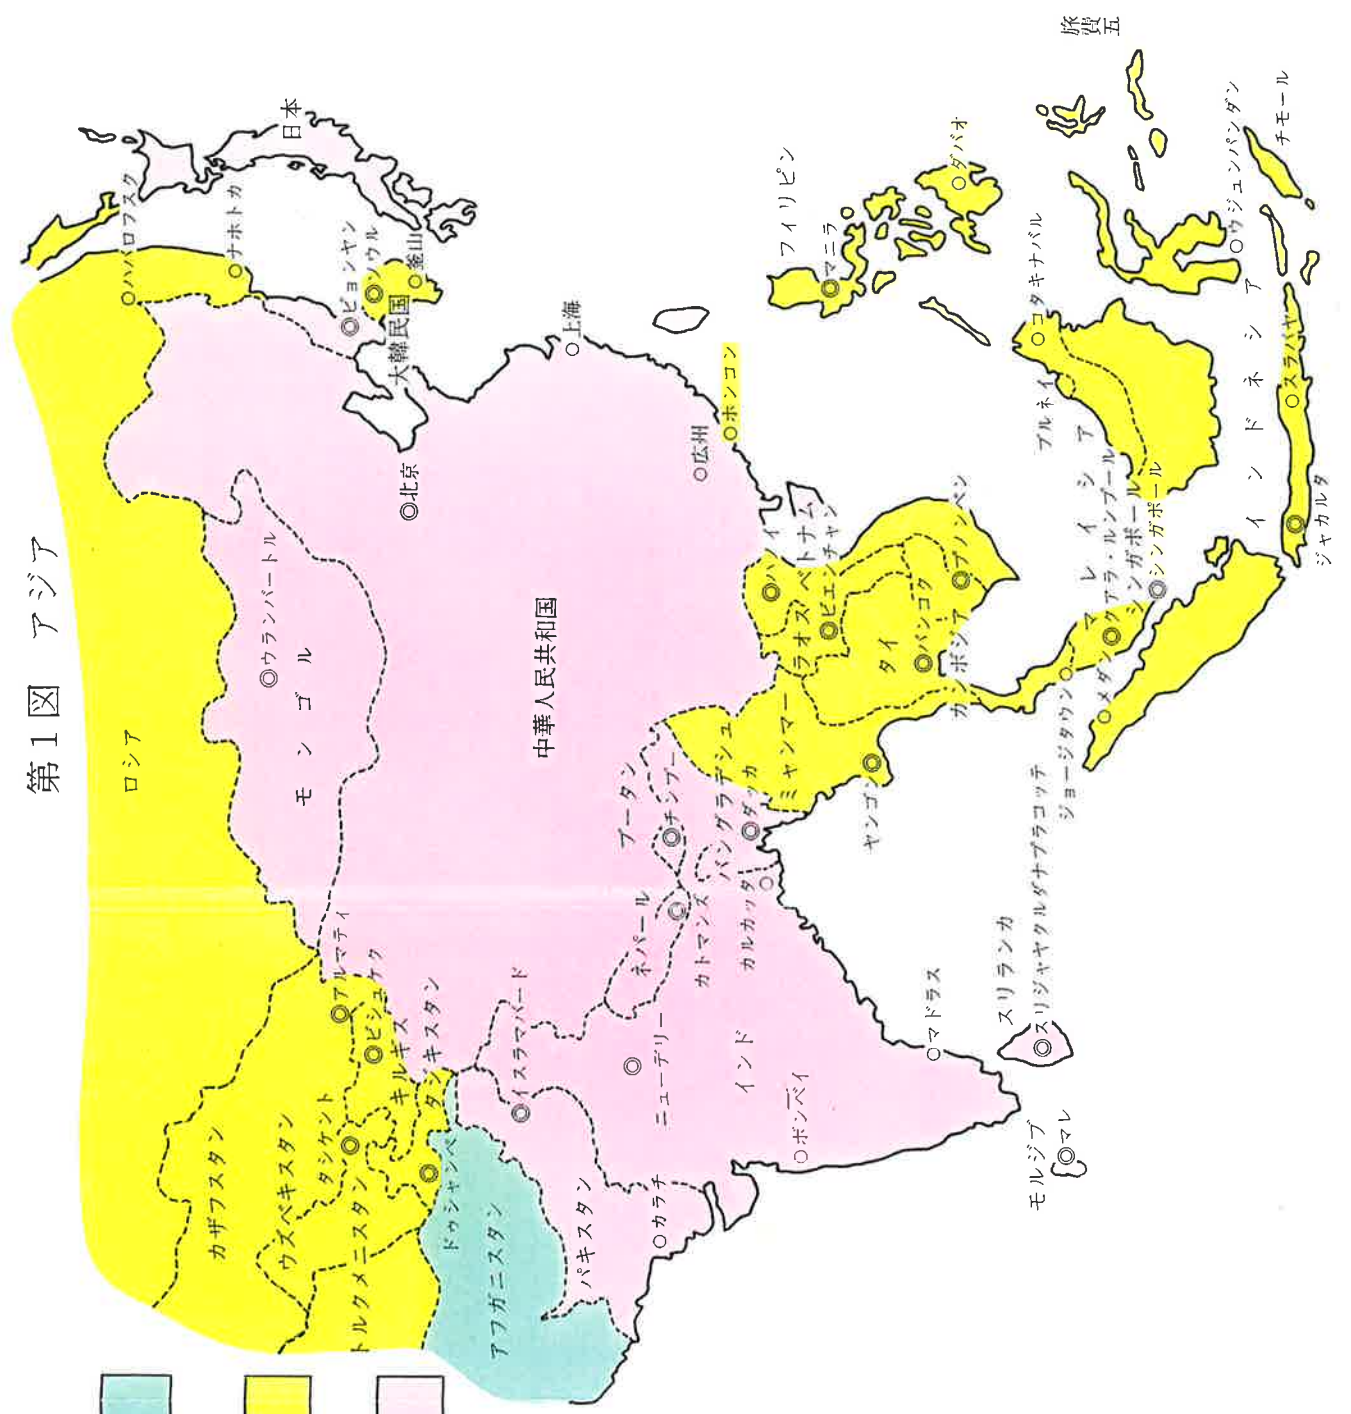 第1図　アジア
旅費五
ロシア
ハバロフスク
ナホトカ
日本
ピョンヤン
ソウル
釜山
大韓民国
ウランバートル
モンゴル
北京
上海
中華人民共和国
広州
ホンコン
フィリピン
マニラ
ダバオ
カザフスタン
アルマティ
ビシュケク
キルギス
ウズベキスタン
タシケント
タジキスタン
トルクメニスタン
ドゥシャンベ
アフガニスタン
イスラマバード
パキスタン
カラチ
ネパール
カトマンズ
ブータン
チンプー
バングラデシュ
ダッカ
ニューデリー
インド
カルカッタ
ボンベイ
マドラス
スリランカ
スリジャヤクルダナプラコッテ
モルジブ
マレ
ミャンマー
ヤンゴン
ハノイ
ベトナム
ラオス
ビエンチャン
タイ
バンコク
カンボジア
プノンペン
マレイシア
クアラ・ルンプール
ジョージタウン
シンガポール
シンガポール
ブルネイ
コタキナバル
メダン
インドネシア
ジャカルタ
スラバヤ
ウジュンパンダン
チモール